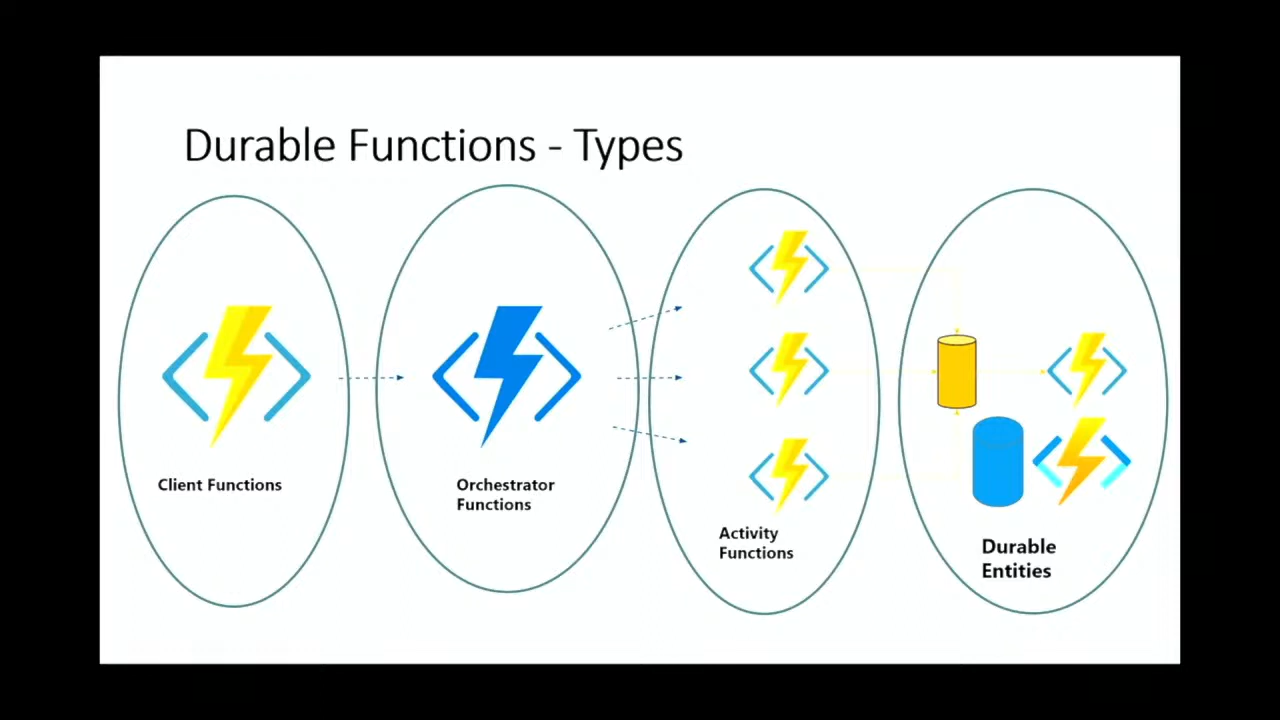 Durable Functions - Types
Client Functions
Orchestrator
Functions
Activity
Functions
Durable
Entities